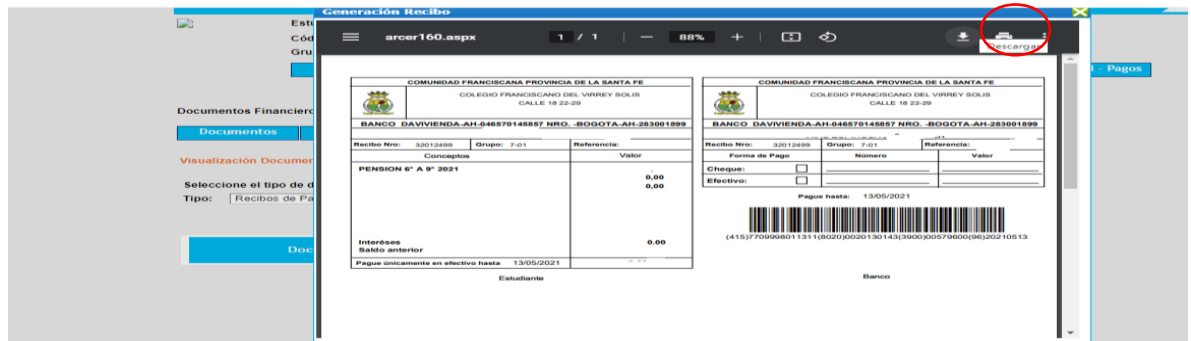 Generación Recibo
arcer160.aspx 1 / 1 88%
Descargar
Documentos
Visualización
Seleccione el tipo de
Tipo: Recibos de
- Pagos
COMUNIDAD FRANCISCANA PROVINCIA DE LA SANTA FE
COLEGIO FRANCISCANO DEL VIRREY SOLIS
CALLE 18 22-29
BANCO DAVIVIENDA-AH-046570145857 NRO. -BOGOTA-AH-283001899
Recibo Nro: 32012499 Grupo: 7-01 Referencia:
Conceptos Valor
PENSION 6° A 9° 2021
0,00
0,00
Interéses 0.00
Saldo anterior
Pague únicamente en efectivo hasta 13/05/2021
Estudiante
COMUNIDAD FRANCISCANA PROVINCIA DE LA SANTA FE
COLEGIO FRANCISCANO DEL VIRREY SOLIS
CALLE 18 22-29
BANCO DAVIVIENDA-AH-046570145857 NRO. -BOGOTA-AH-283001899
Recibo Nro: 32012499 Grupo: 7-01 Referencia:
Forma de Pago Número Valor
Cheque:
Efectivo:
Pague hasta: 13/05/2021
(415)7709998011311(8020)0020130143(3900)00579600(96)20210513
Banco